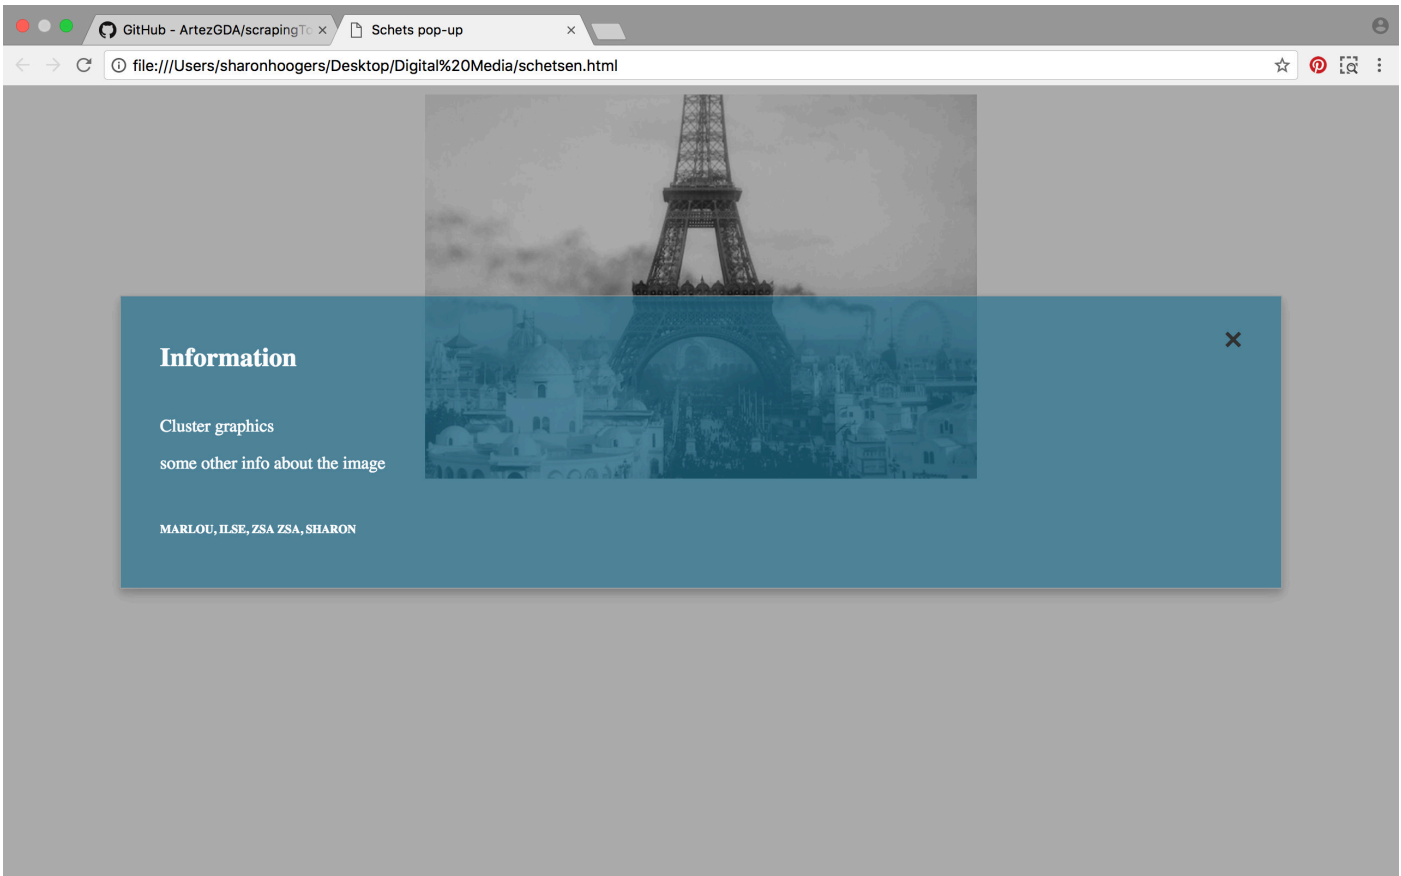 GitHub - ArtezGDA/scrapingTo
Schets pop-up
file:///Users/sharonhoogers/Desktop/Digital%20Media/schetsen.html
Information
Cluster graphics
some other info about the image
MARLOU, ILSE, ZSA ZSA, SHARON